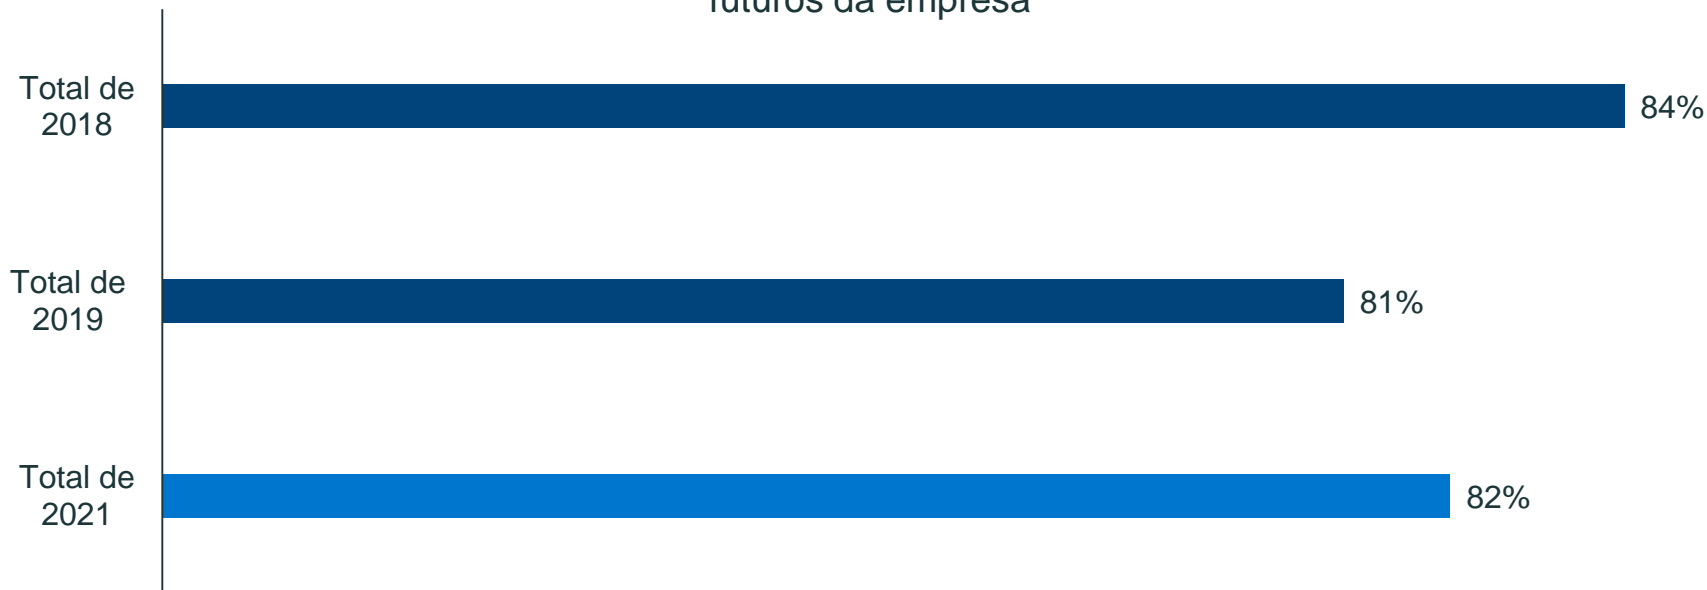 futuros da empresa
Total de
2018
84%
Total de
2019
81%
Total de
2021
82%